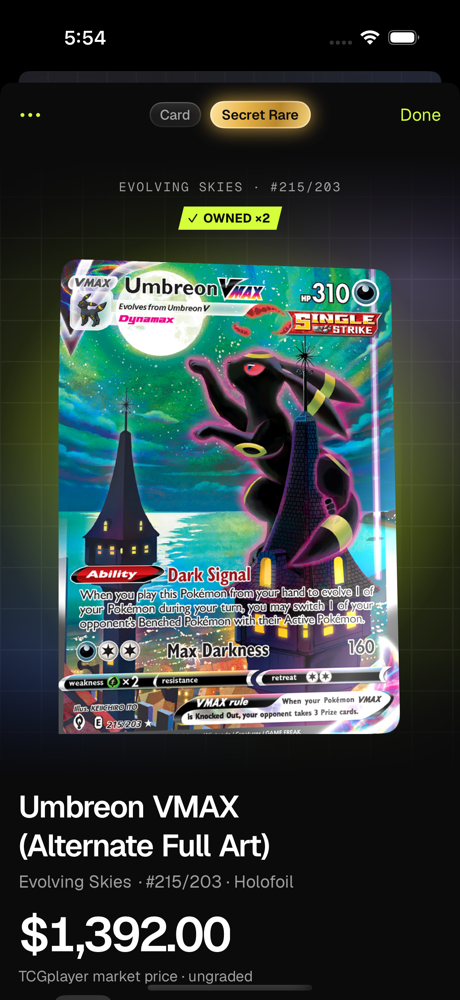 5:54
Card
Secret Rare
Done
EVOLVING SKIES · #215/203
✓ OWNED ×2
VMAX
Umbreon VMAX
HP 310
Evolves from Umbreon V
Dynamax
SINGLE
STRIKE
Ability
Dark Signal
When you play this Pokémon from your hand to evolve 1 of
your Pokémon during your turn, you may switch 1 of your
opponent's Benched Pokémon with their Active Pokémon.
Max Darkness
160
weakness ×2
resistance
retreat
VMAX rule
When your Pokémon VMAX
is Knocked Out, your opponent takes 3 Prize cards.
Illus. KEIICHIRO ITO
E 215/203 ★
GAME FREAK
Umbreon VMAX
(Alternate Full Art)
Evolving Skies · #215/203 · Holofoil
$1,392.00
TCGplayer market price · ungraded